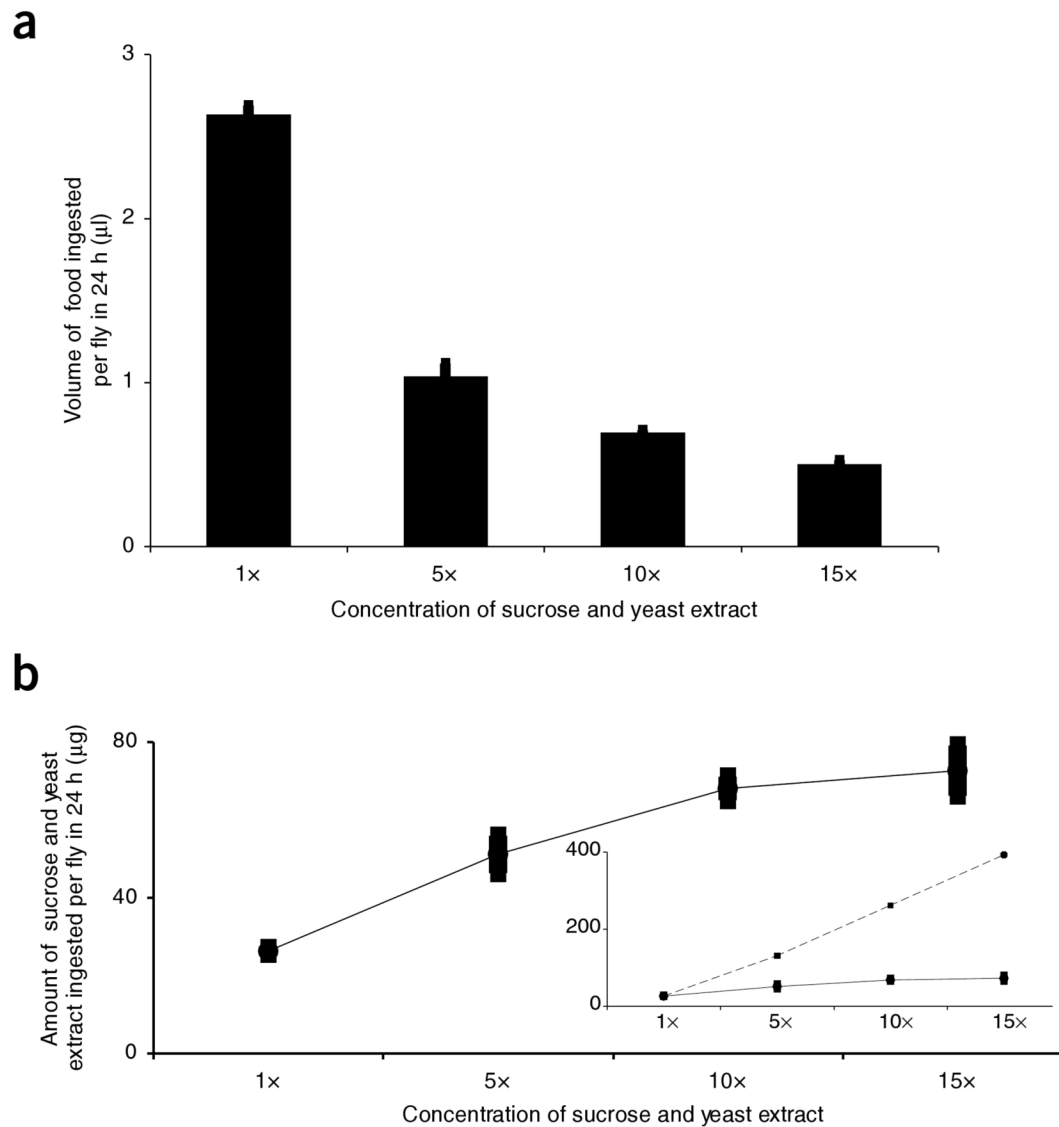 a
Volume of food ingested
per fly in 24 h (μl)
3
2
1
0
1×
5×
10×
15×
Concentration of sucrose and yeast extract
b
Amount of sucrose and yeast
extract ingested per fly in 24 h (μg)
80
40
0
400
200
0
1×
5×
10×
15×
1×
5×
10×
15×
Concentration of sucrose and yeast extract